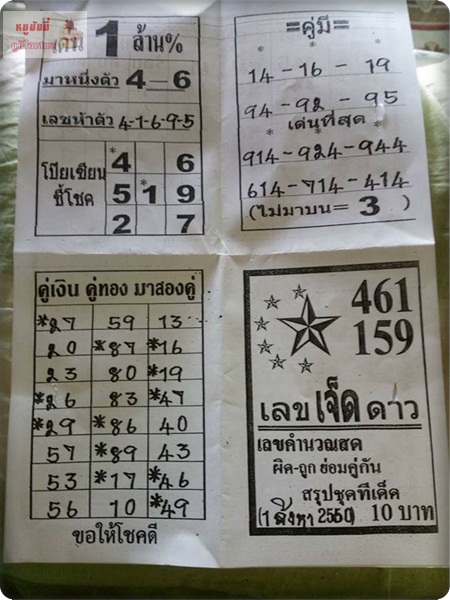 เด่น 1 ล้าน%
มาหนึ่งตัว 4-6
เลขห้าตัว 4-1-6-9-5
โป๊ยเซียน
ชี้โชค
*4 6
5 *1 9
2 7
=คู่มี=
* * *
14-16-19
94-92-95
*เด่นที่สุด*
914-924-944
614-714-414
(ไม่มาบน= 3 )
คู่เงิน คู่ทอง มาสองคู่
*27 59 13
20 *87 *16
23 80 *19
*26 83 *47
*29 *86 40
57 *89 43
53 *17 *46
56 10 *49
ขอให้โชคดี
461
159
เลขเจ็ดดาว
เลขคำนวณสด
ผิด-ถูก ย่อมคู่กัน
สรุปชุดทีเด็ด
(1 สิงหา 2550) 10 บาท